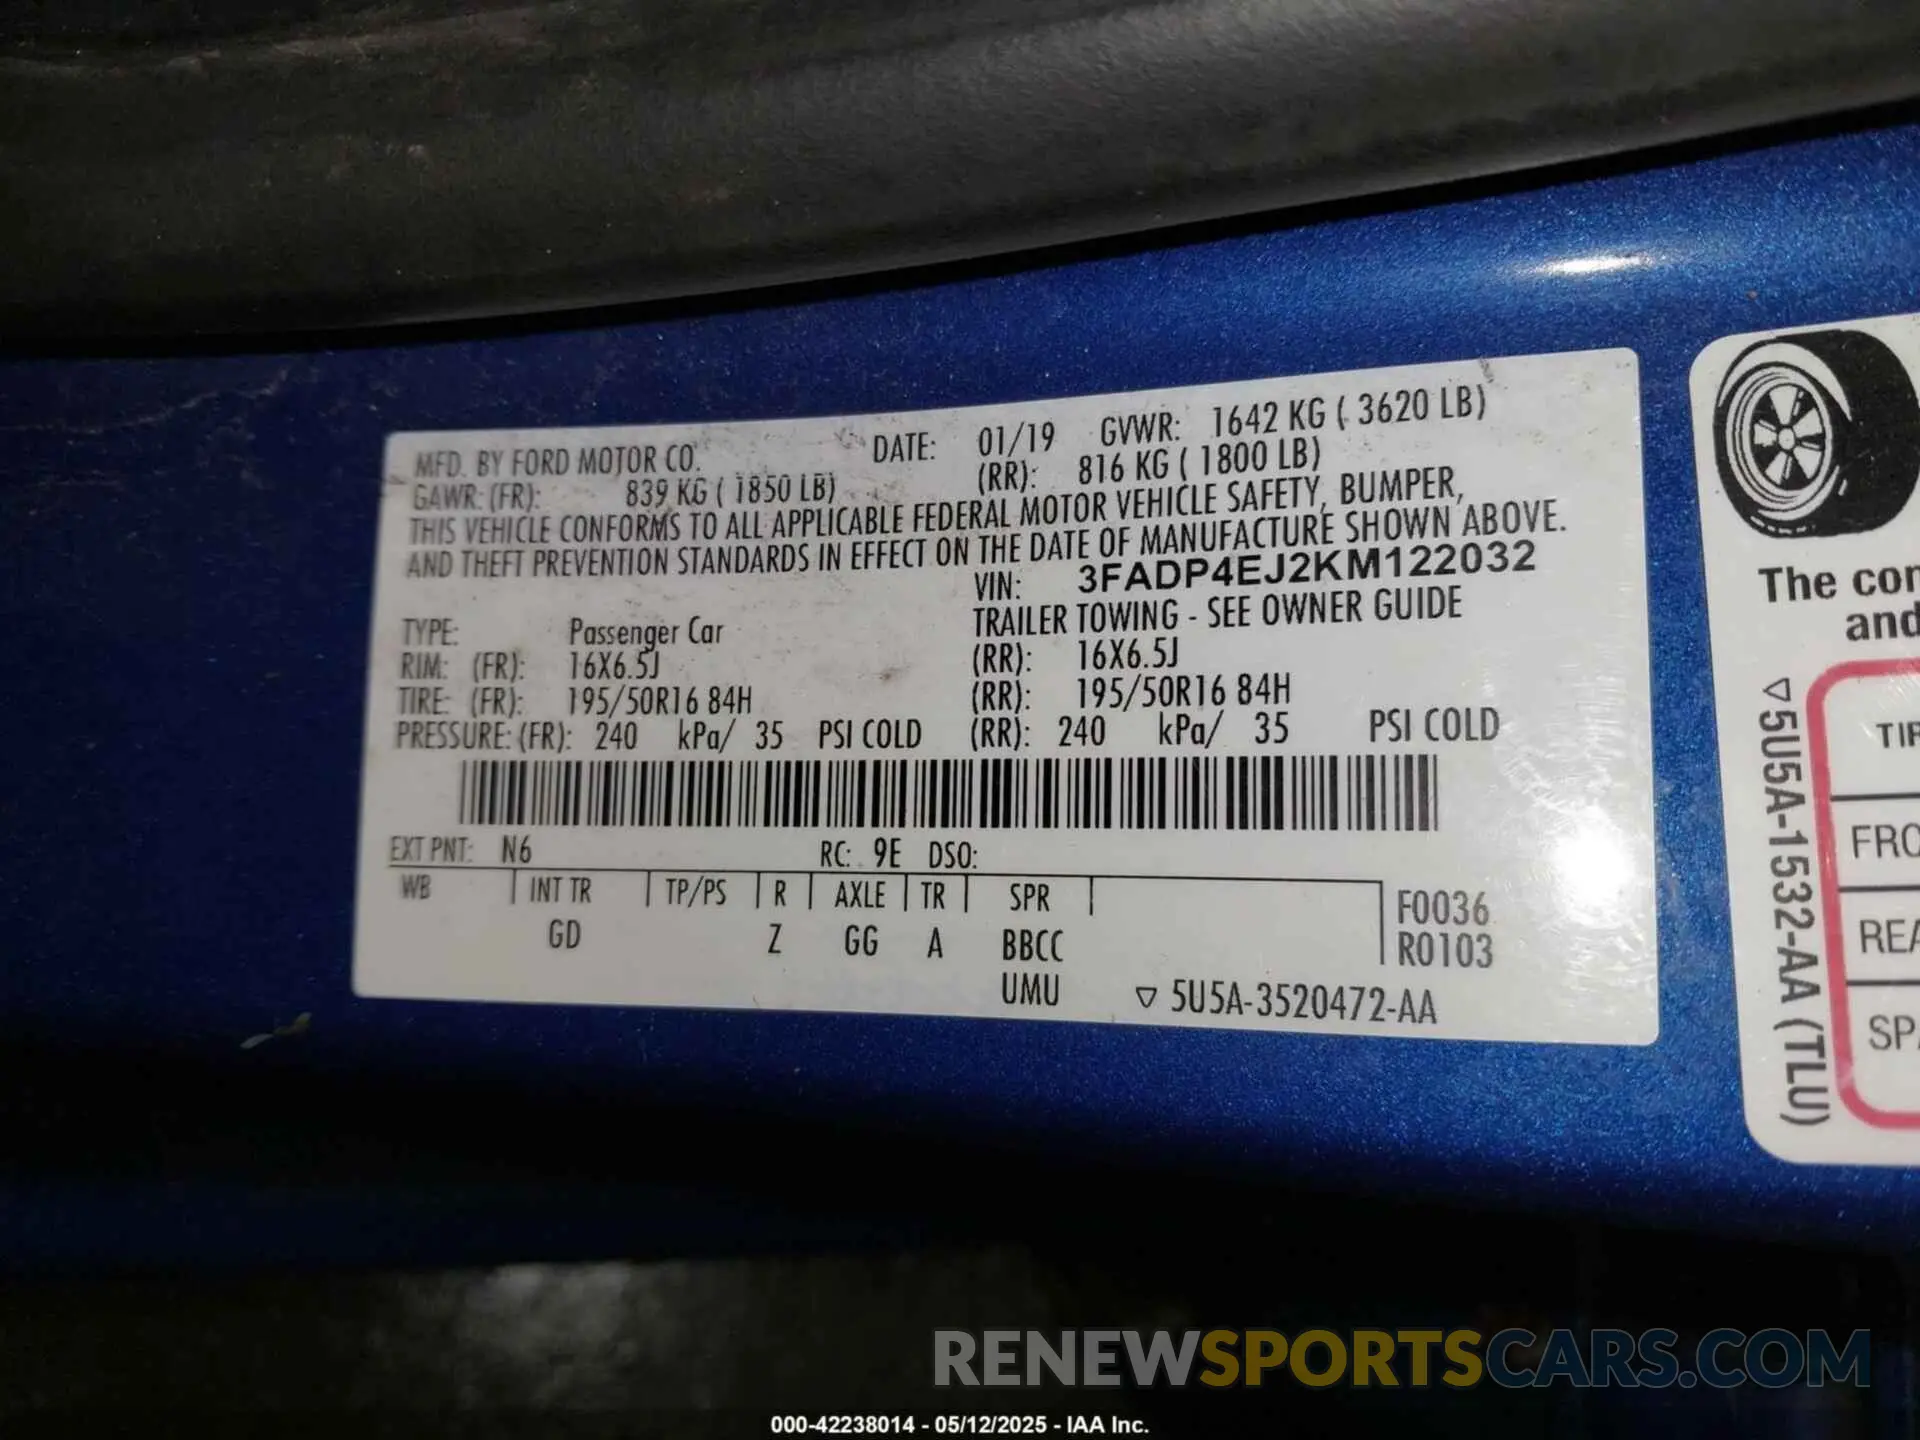 MFD. BY FORD MOTOR CO. DATE: 01/19 GVWR: 1642 KG ( 3620 LB)
GAWR: (FR): 839 KG ( 1850 LB) (RR): 816 KG ( 1800 LB)
THIS VEHICLE CONFORMS TO ALL APPLICABLE FEDERAL MOTOR VEHICLE SAFETY, BUMPER,
AND THEFT PREVENTION STANDARDS IN EFFECT ON THE DATE OF MANUFACTURE SHOWN ABOVE.
VIN: 3FADP4EJ2KM122032
TYPE: Passenger Car TRAILER TOWING - SEE OWNER GUIDE
RIM: (FR): 16X6.5J (RR): 16X6.5J
TIRE: (FR): 195/50R16 84H (RR): 195/50R16 84H
PRESSURE: (FR): 240 kPa/ 35 PSI COLD (RR): 240 kPa/ 35 PSI COLD
EXT PNT: N6 RC: 9E DSO:
WB INT TR TP/PS R AXLE TR SPR
GD Z GG A BBCC
UMU
F0036
R0103
▽ 5U5A-3520472-AA
The con
and
▽5U5A-1532-AA (TLU)
TIR
FRO
REA
SPA
RENEWSPORTSCARS.COM
000-42238014 - 05/12/2025 - IAA Inc.